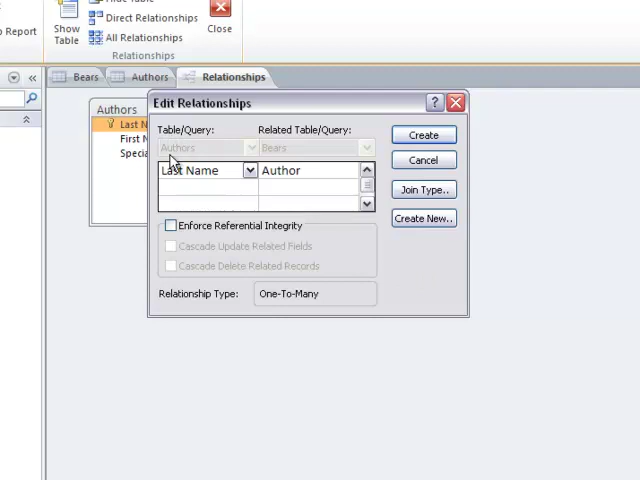 Hide Table
Report
Show
Table
Direct Relationships
All Relationships
Close
Relationships
Bears
Authors
Relationships
Authors
Last N
First N
Specia
Edit Relationships
Table/Query:
Related Table/Query:
Authors
Bears
Last Name
Author
Enforce Referential Integrity
Cascade Update Related Fields
Cascade Delete Related Records
Relationship Type:
One-To-Many
Create
Cancel
Join Type..
Create New..